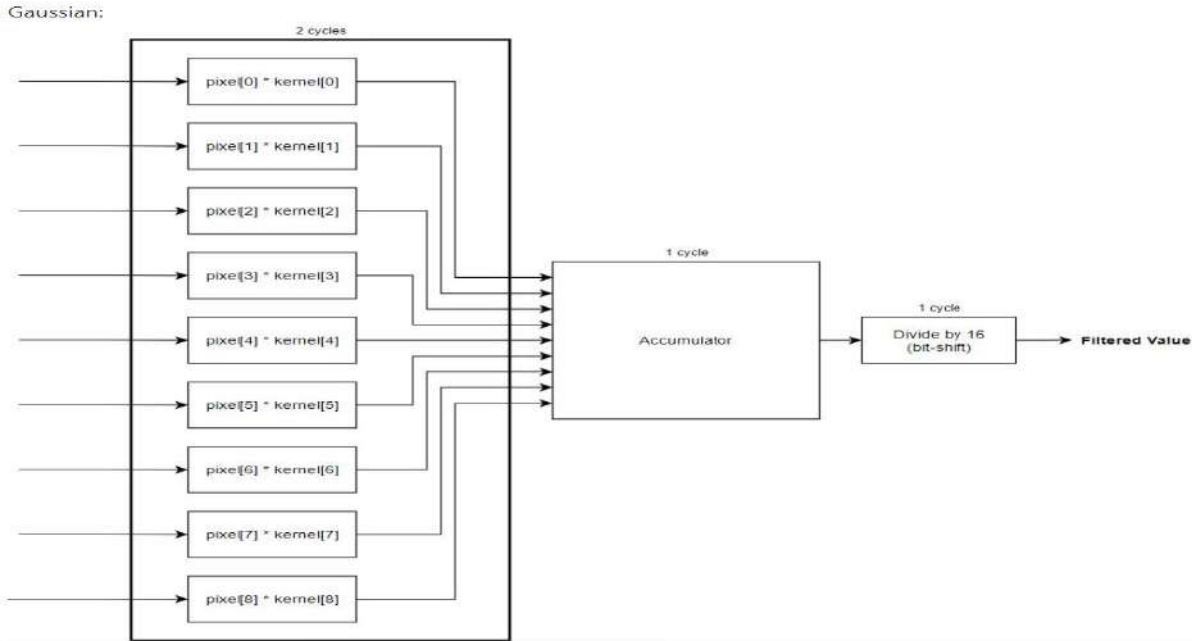 Gaussian:
2 cycles
pixel[0] * kernel[0]
pixel[1] * kernel[1]
pixel[2] * kernel[2]
pixel[3] * kernel[3]
pixel[4] * kernel[4]
pixel[5] * kernel[5]
pixel[6] * kernel[6]
pixel[7] * kernel[7]
pixel[8] * kernel[8]
1 cycle
Accumulator
1 cycle
Divide by 16
(bit-shift)
Filtered Value